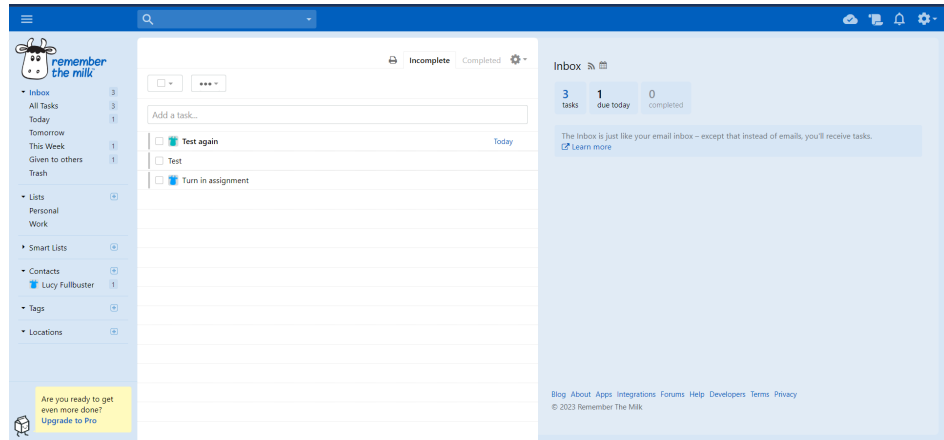 remember
the milk
Inbox 3
All Tasks 3
Today 1
Tomorrow
This Week 1
Given to others 1
Trash
Lists
Personal
Work
Smart Lists
Contacts
Lucy Fullbuster 1
Tags
Locations
Are you ready to get
even more done?
Upgrade to Pro
Incomplete Completed
Add a task...
Test again Today
Test
Turn in assignment
Inbox
3 1 0
tasks due today completed
The Inbox is just like your email inbox – except that instead of emails, you'll receive tasks.
Learn more
Blog About Apps Integrations Forums Help Developers Terms Privacy
© 2023 Remember The Milk